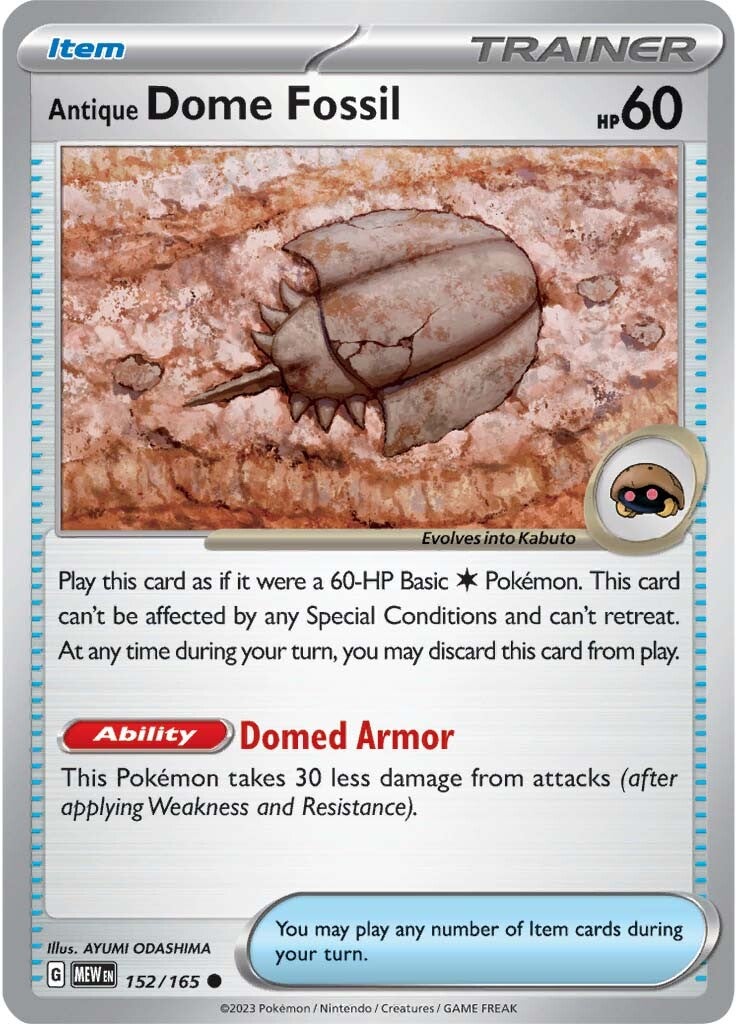 Item
TRAINER
Antique Dome Fossil
HP 60
Evolves into Kabuto
Play this card as if it were a 60-HP Basic Pokémon. This card
can't be affected by any Special Conditions and can't retreat.
At any time during your turn, you may discard this card from play.
Ability Domed Armor
This Pokémon takes 30 less damage from attacks (after
applying Weakness and Resistance).
You may play any number of Item cards during
your turn.
Illus. AYUMI ODASHIMA
G MEW EN 152/165
©2023 Pokémon / Nintendo / Creatures / GAME FREAK